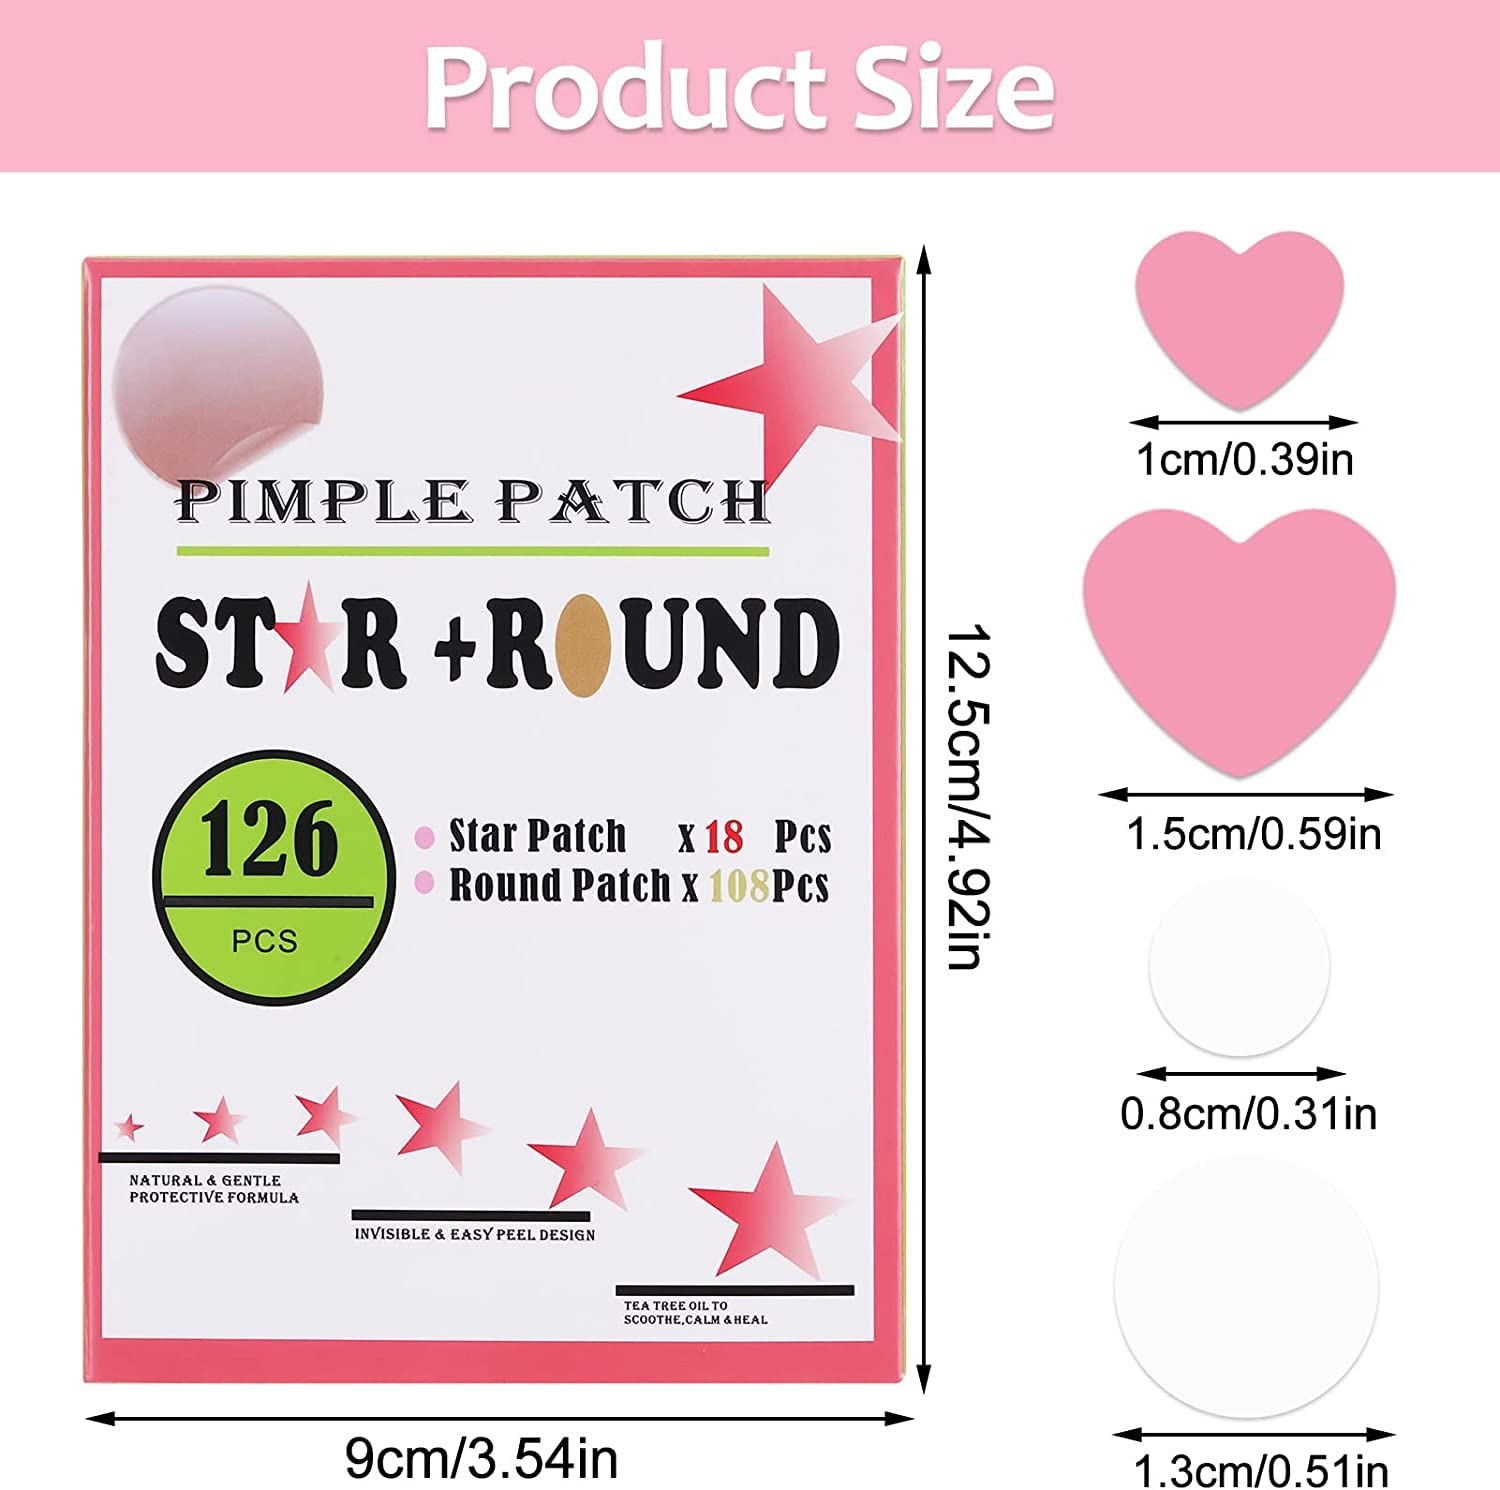 Product Size
PIMPLE PATCH
STAR +ROUND
126
PCS
Star Patch x 18 Pcs
Round Patch x 108Pcs
NATURAL & GENTLE
PROTECTIVE FORMULA
INVISIBLE & EASY PEEL DESIGN
TEA TREE OIL TO
SCOOTHE,CALM &HEAL
9cm/3.54in
12.5cm/4.92in
1cm/0.39in
1.5cm/0.59in
0.8cm/0.31in
1.3cm/0.51in